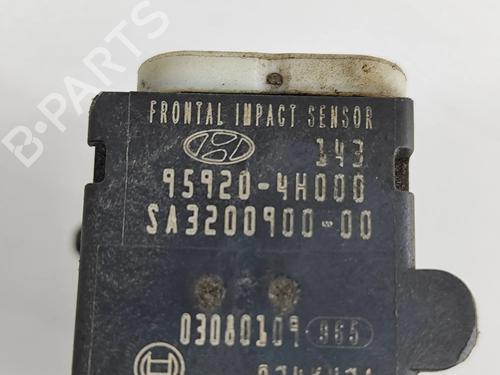 FRONTAL IMPACT SENSOR
143
95920-4H000
SA3200900-00
03080109 965
B-PARTS